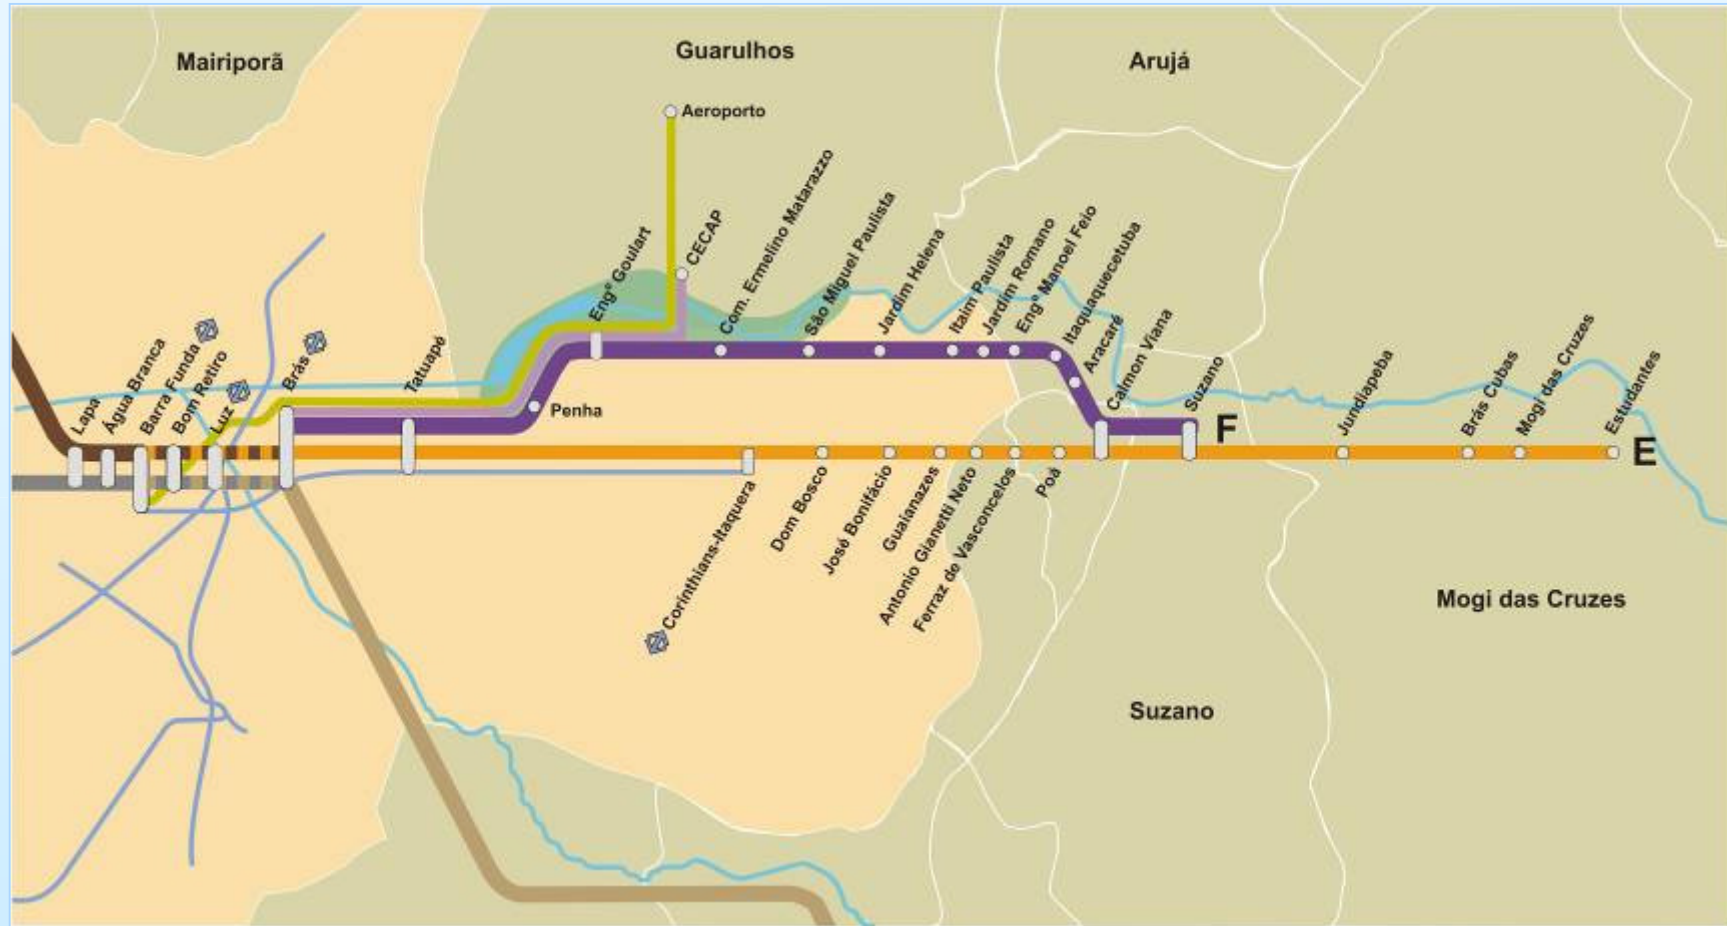 Mairiporã
Guarulhos
Arujá
Aeroporto
Lapa
Água Branca
Barra Funda
Bom Retiro
Luz
Brás
Tatuapé
Penha
Engº Goulart
CECAP
Com. Ermelino Matarazzo
São Miguel Paulista
Jardim Helena
Itaim Paulista
Jardim Romano
Engº Manoel Feio
Itaquaquecetuba
Aracaré
Calmon Viana
Suzano
F
Jundiapeba
Brás Cubas
Mogi das Cruzes
Estudantes
E
Corinthians-Itaquera
Dom Bosco
José Bonifácio
Guaianazes
Antonio Gianetti Neto
Ferraz de Vasconcelos
Poá
Mogi das Cruzes
Suzano